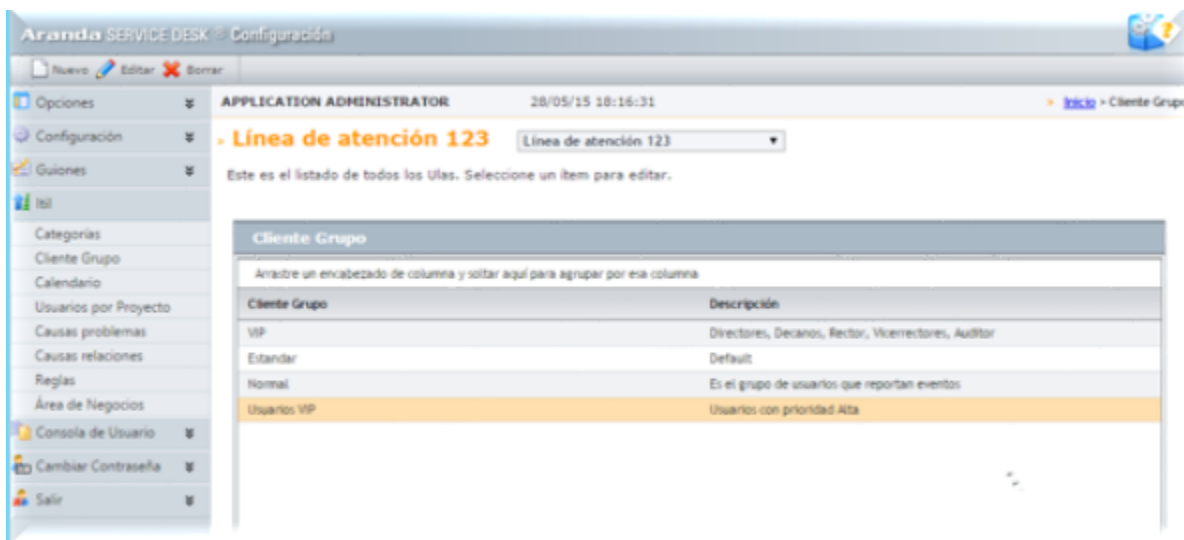 Aranda SERVICE DESK ® Configuración
Nuevo Editar Borrar
Opciones
Configuración
Guiones
Itil
Categorías
Cliente Grupo
Calendario
Usuarios por Proyecto
Causas problemas
Causas relaciones
Reglas
Área de Negocios
Consola de Usuario
Cambiar Contraseña
Salir
APPLICATION ADMINISTRATOR 28/05/15 18:16:31 > Inicio > Cliente Grupo
Línea de atención 123 Línea de atención 123
Este es el listado de todos los Ulas. Seleccione un ítem para editar.
Cliente Grupo
Arrastre un encabezado de columna y soltar aquí para agrupar por esa columna
Cliente Grupo Descripción
VIP Directores, Decanos, Rector, Vicerrectores, Auditor
Estandar Default
Normal Es el grupo de usuarios que reportan eventos
Usuarios VIP Usuarios con prioridad Alta